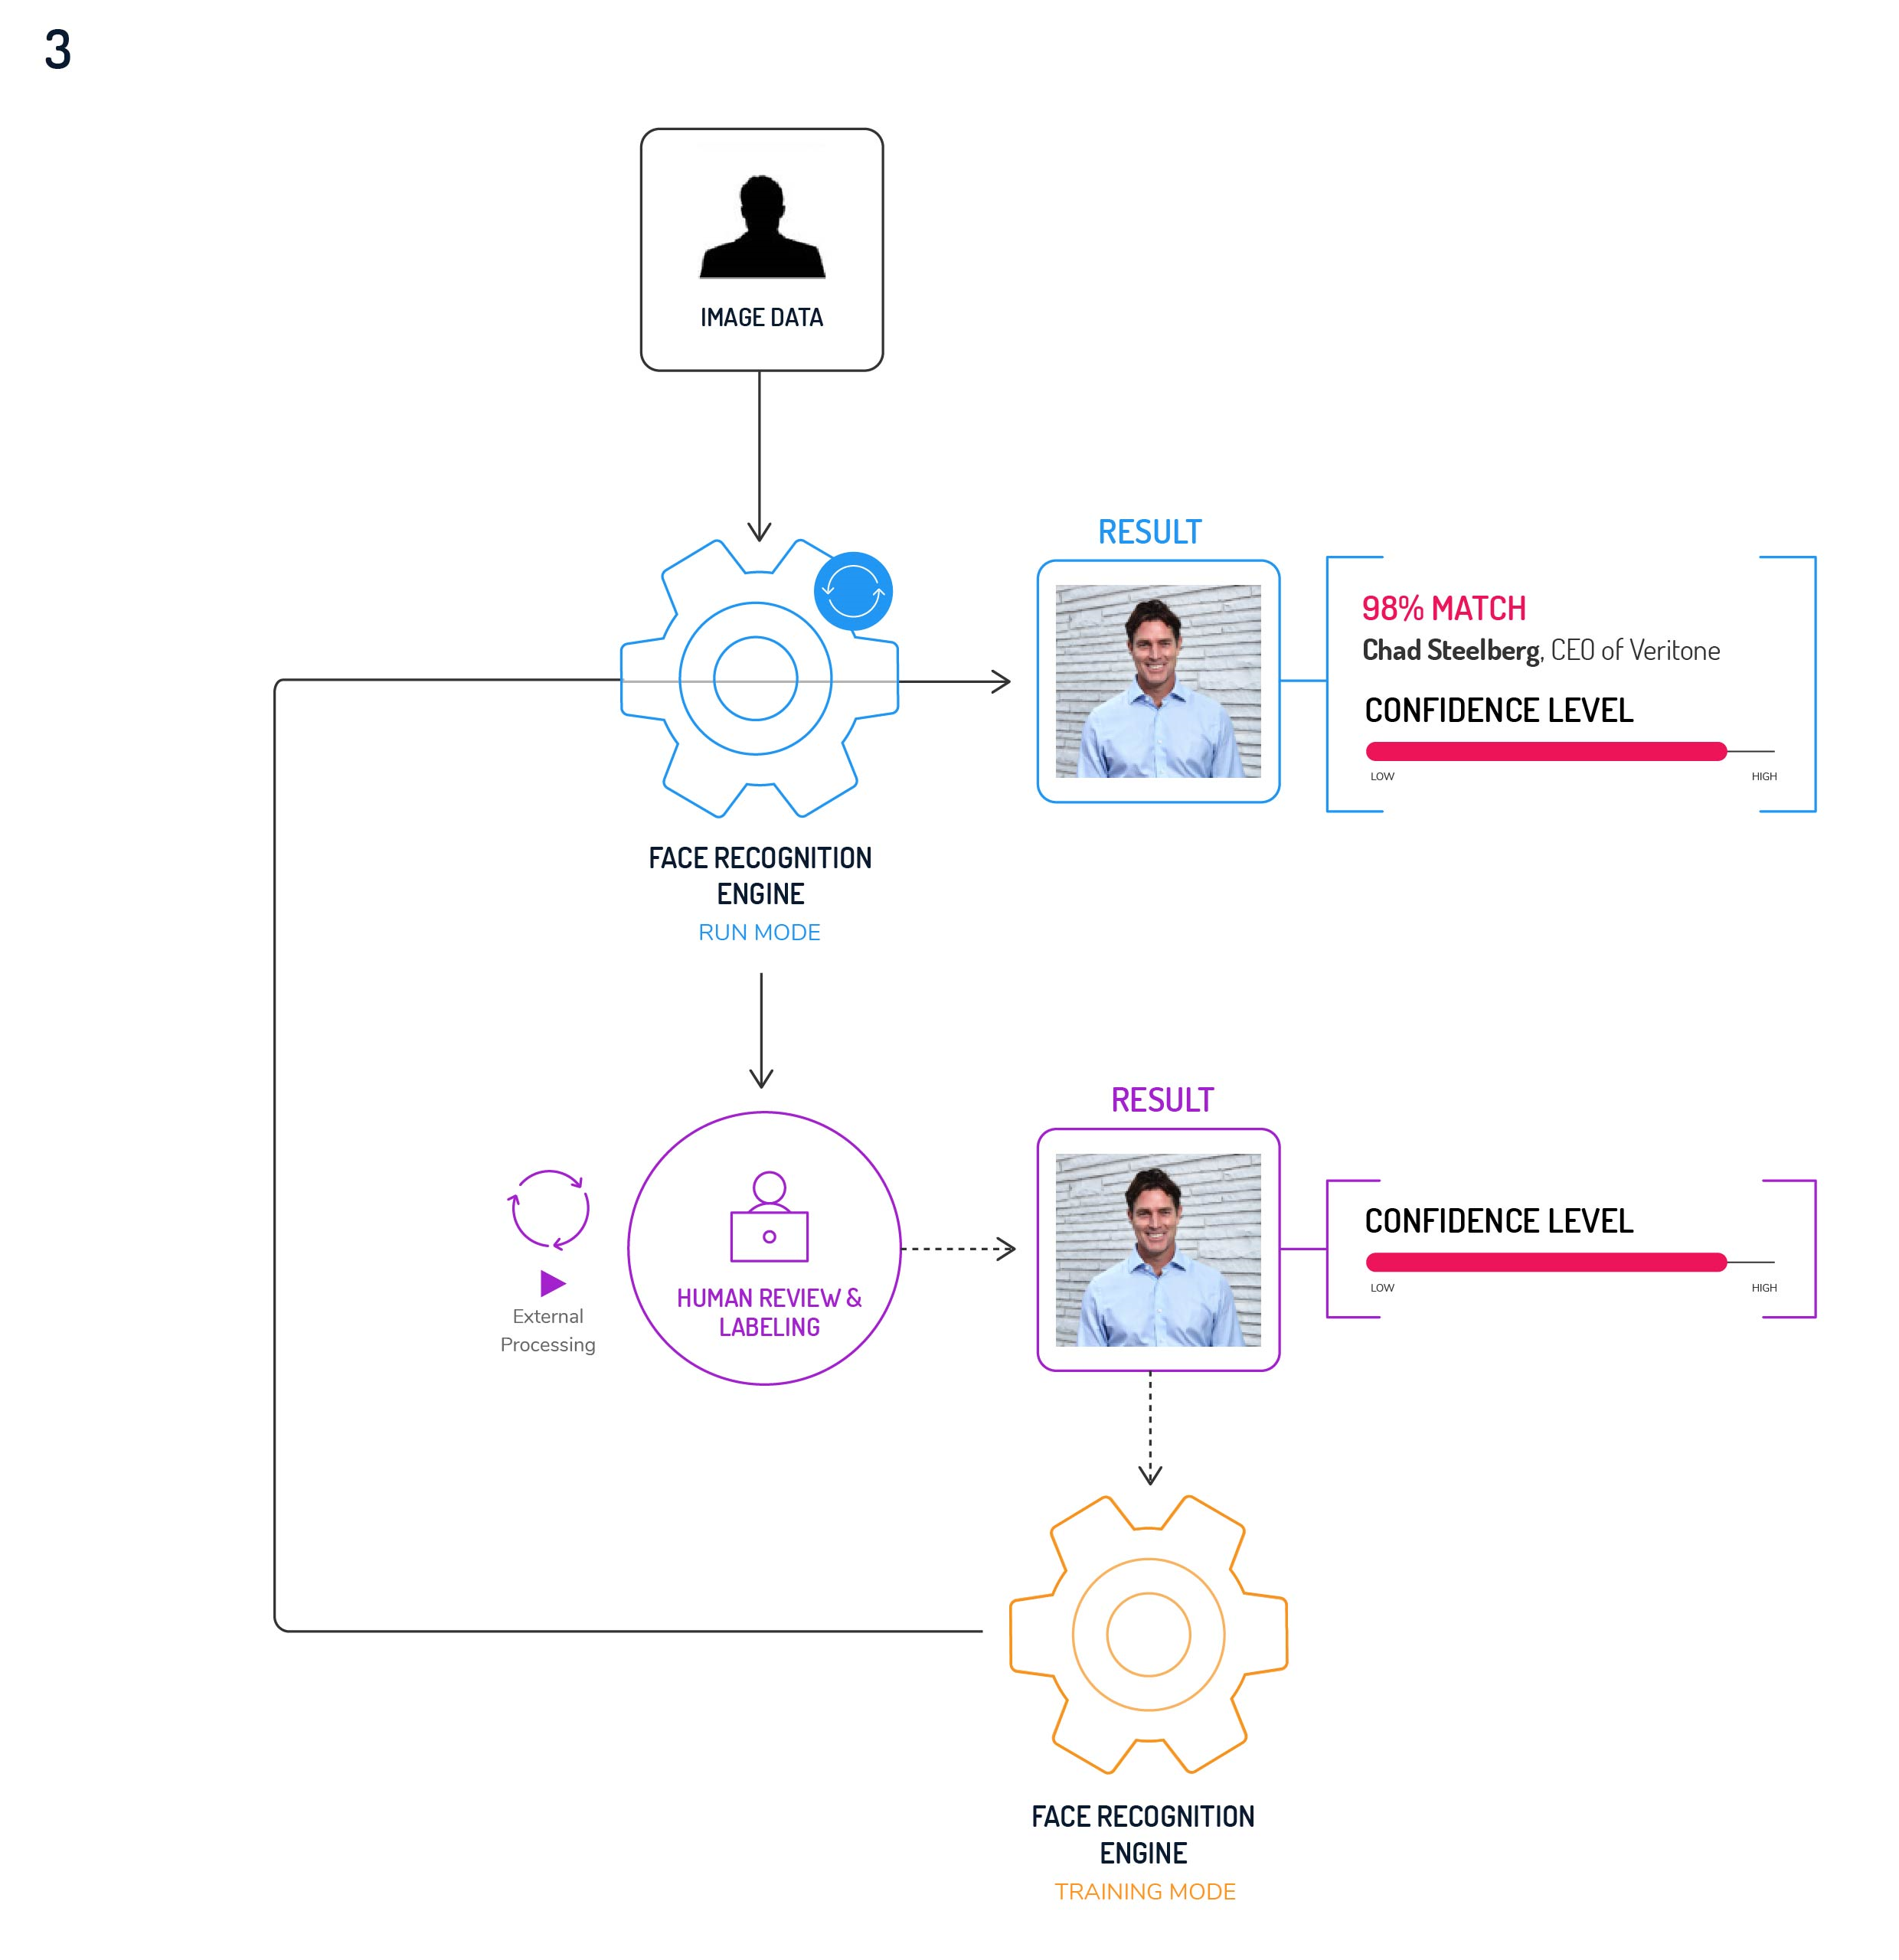 3
IMAGE DATA
RESULT
98% MATCH
Chad Steelberg, CEO of Veritone
CONFIDENCE LEVEL
LOW HIGH
FACE RECOGNITION
ENGINE
RUN MODE
RESULT
CONFIDENCE LEVEL
LOW HIGH
HUMAN REVIEW &
LABELING
External
Processing
FACE RECOGNITION
ENGINE
TRAINING MODE